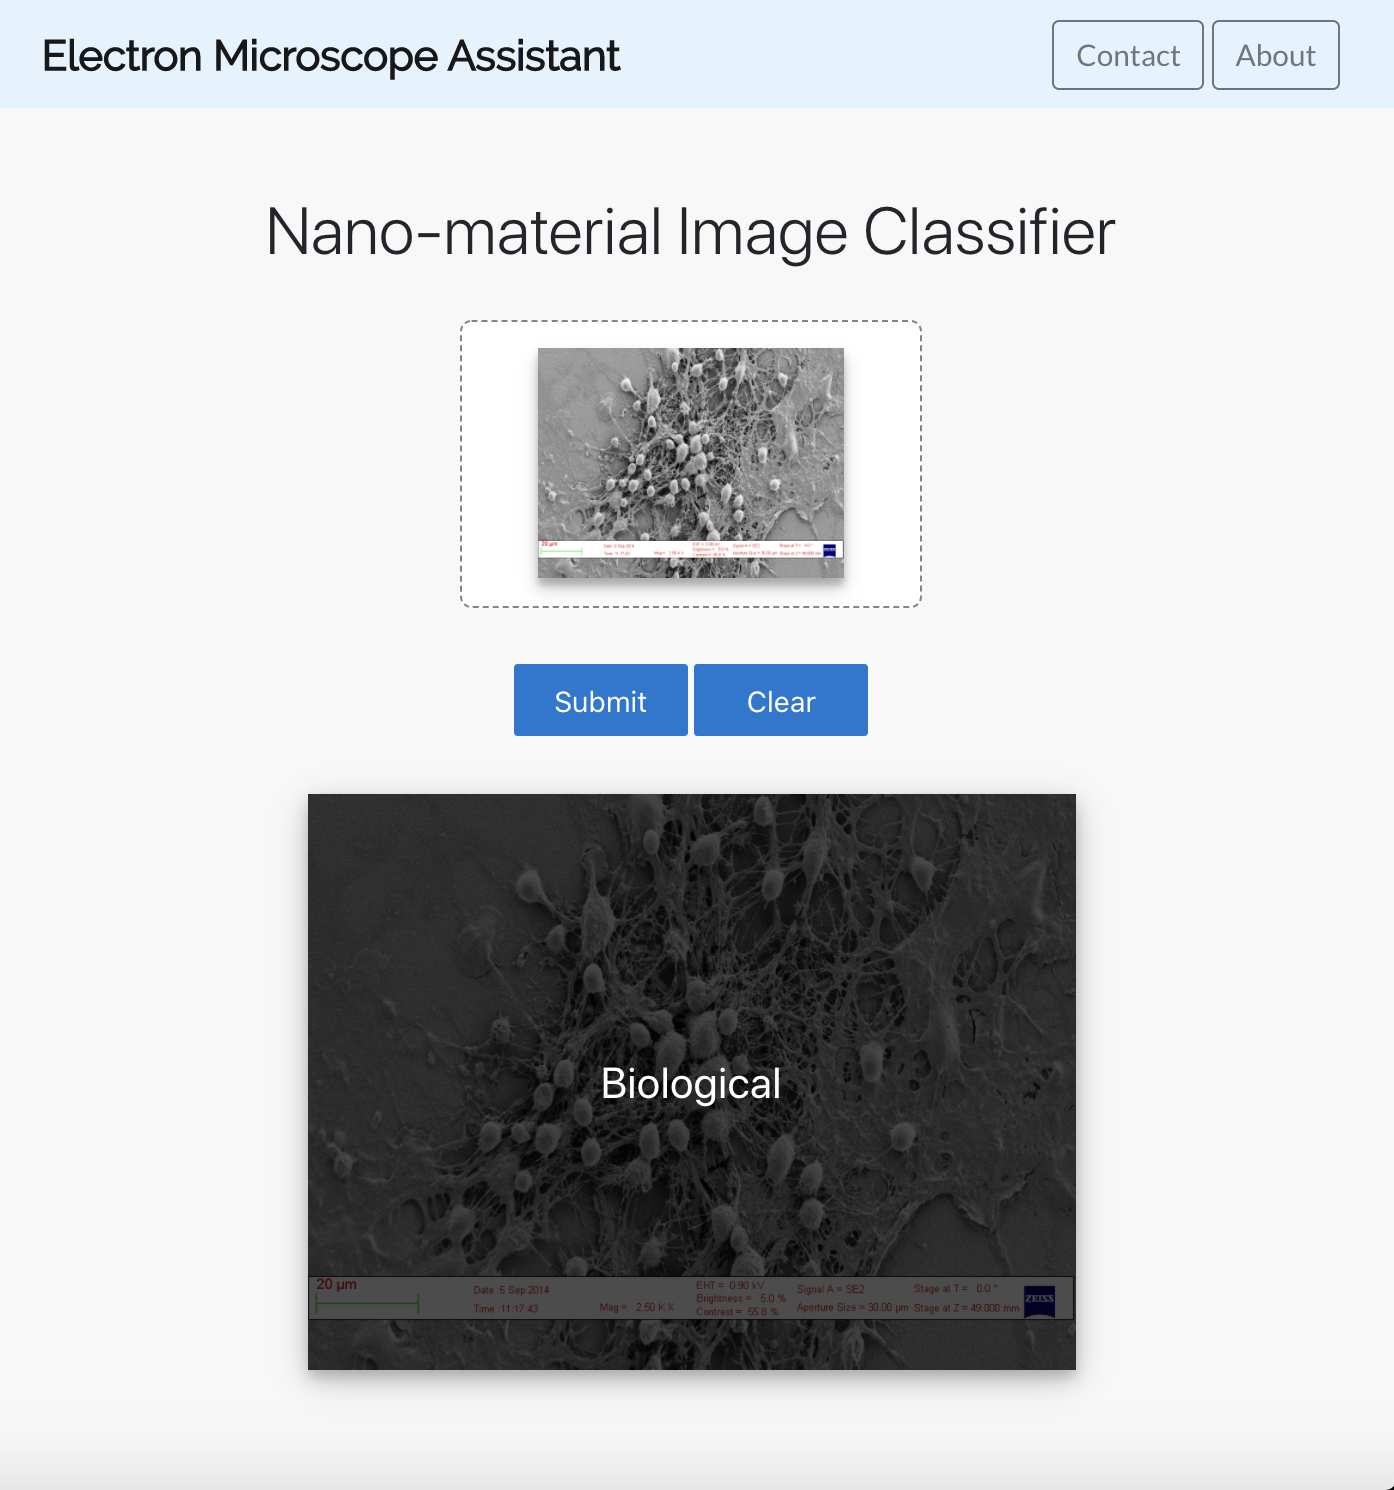 Electron Microscope Assistant
Contact
About
Nano-material Image Classifier
20 µm
Submit
Clear
Biological
20 µm
Date :5 Sep 2014
Time :11:17:43
Mag = 2.50 K X
EHT = 0.90 kV
Brightness = 5.0 %
Contrast = 55.8 %
Signal A = SE2
Aperture Size = 30.00 µm
Stage at T = 0.0 °
Stage at Z = 49.000 mm
ZEISS